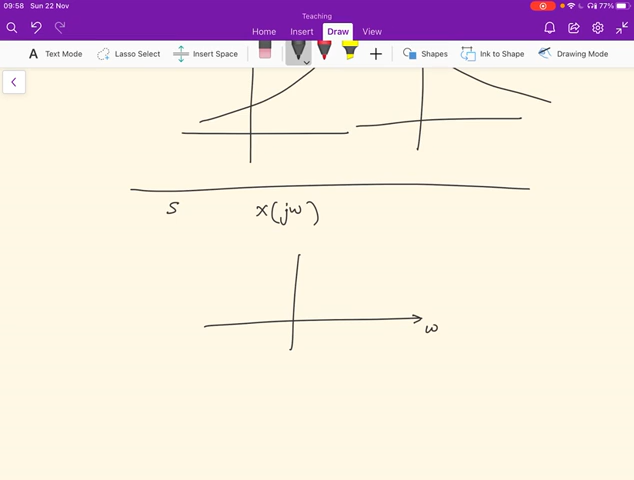 09:58 Sun 22 Nov
77%
Teaching
Home Insert Draw View
Text Mode Lasso Select Insert Space Shapes Ink to Shape Drawing Mode
s x(jω)
ω